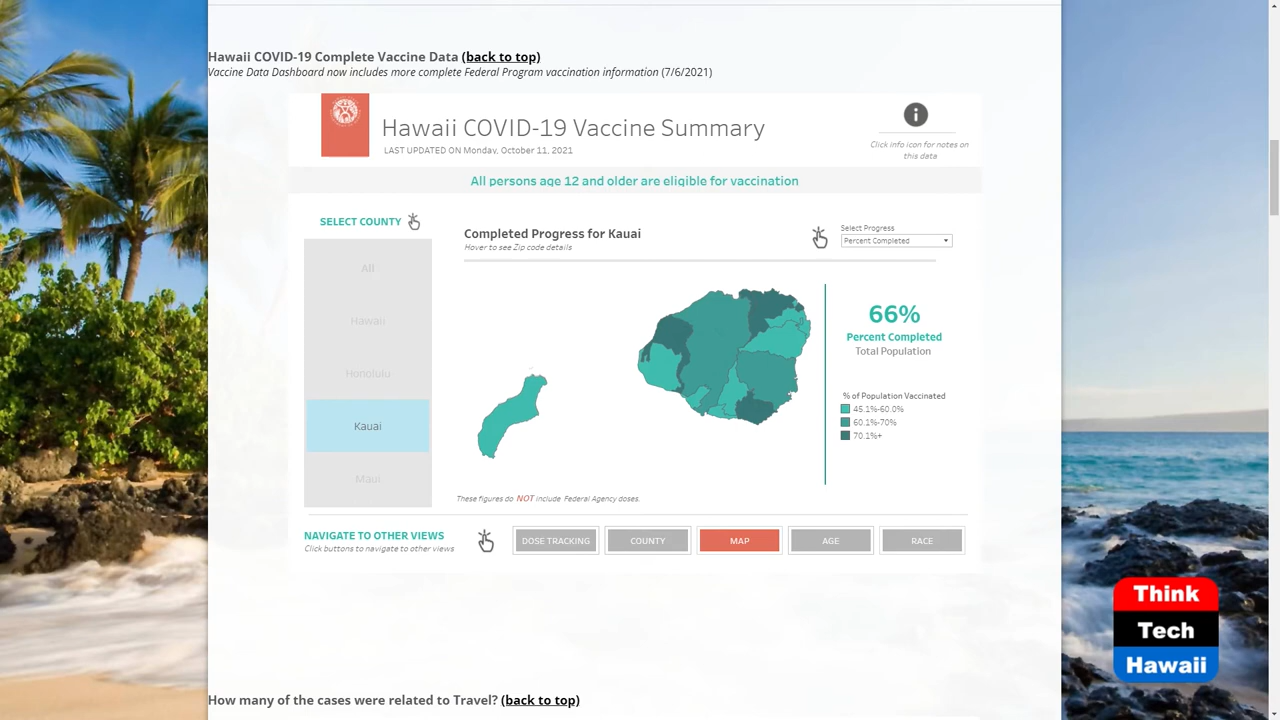 Hawaii COVID-19 Complete Vaccine Data (back to top)
Vaccine Data Dashboard now includes more complete Federal Program vaccination information (7/6/2021)
Hawaii COVID-19 Vaccine Summary
LAST UPDATED ON Monday, October 11, 2021
Click info icon for notes on
this data
All persons age 12 and older are eligible for vaccination
SELECT COUNTY
All
Hawaii
Honolulu
Kauai
Maui
Completed Progress for Kauai
Hover to see Zip code details
Select Progress
Percent Completed
66%
Percent Completed
Total Population
% of Population Vaccinated
45.1%-60.0%
60.1%-70%
70.1%+
These figures do NOT include Federal Agency doses.
NAVIGATE TO OTHER VIEWS
Click buttons to navigate to other views
DOSE TRACKING
COUNTY
MAP
AGE
RACE
Think
Tech
Hawaii
How many of the cases were related to Travel? (back to top)